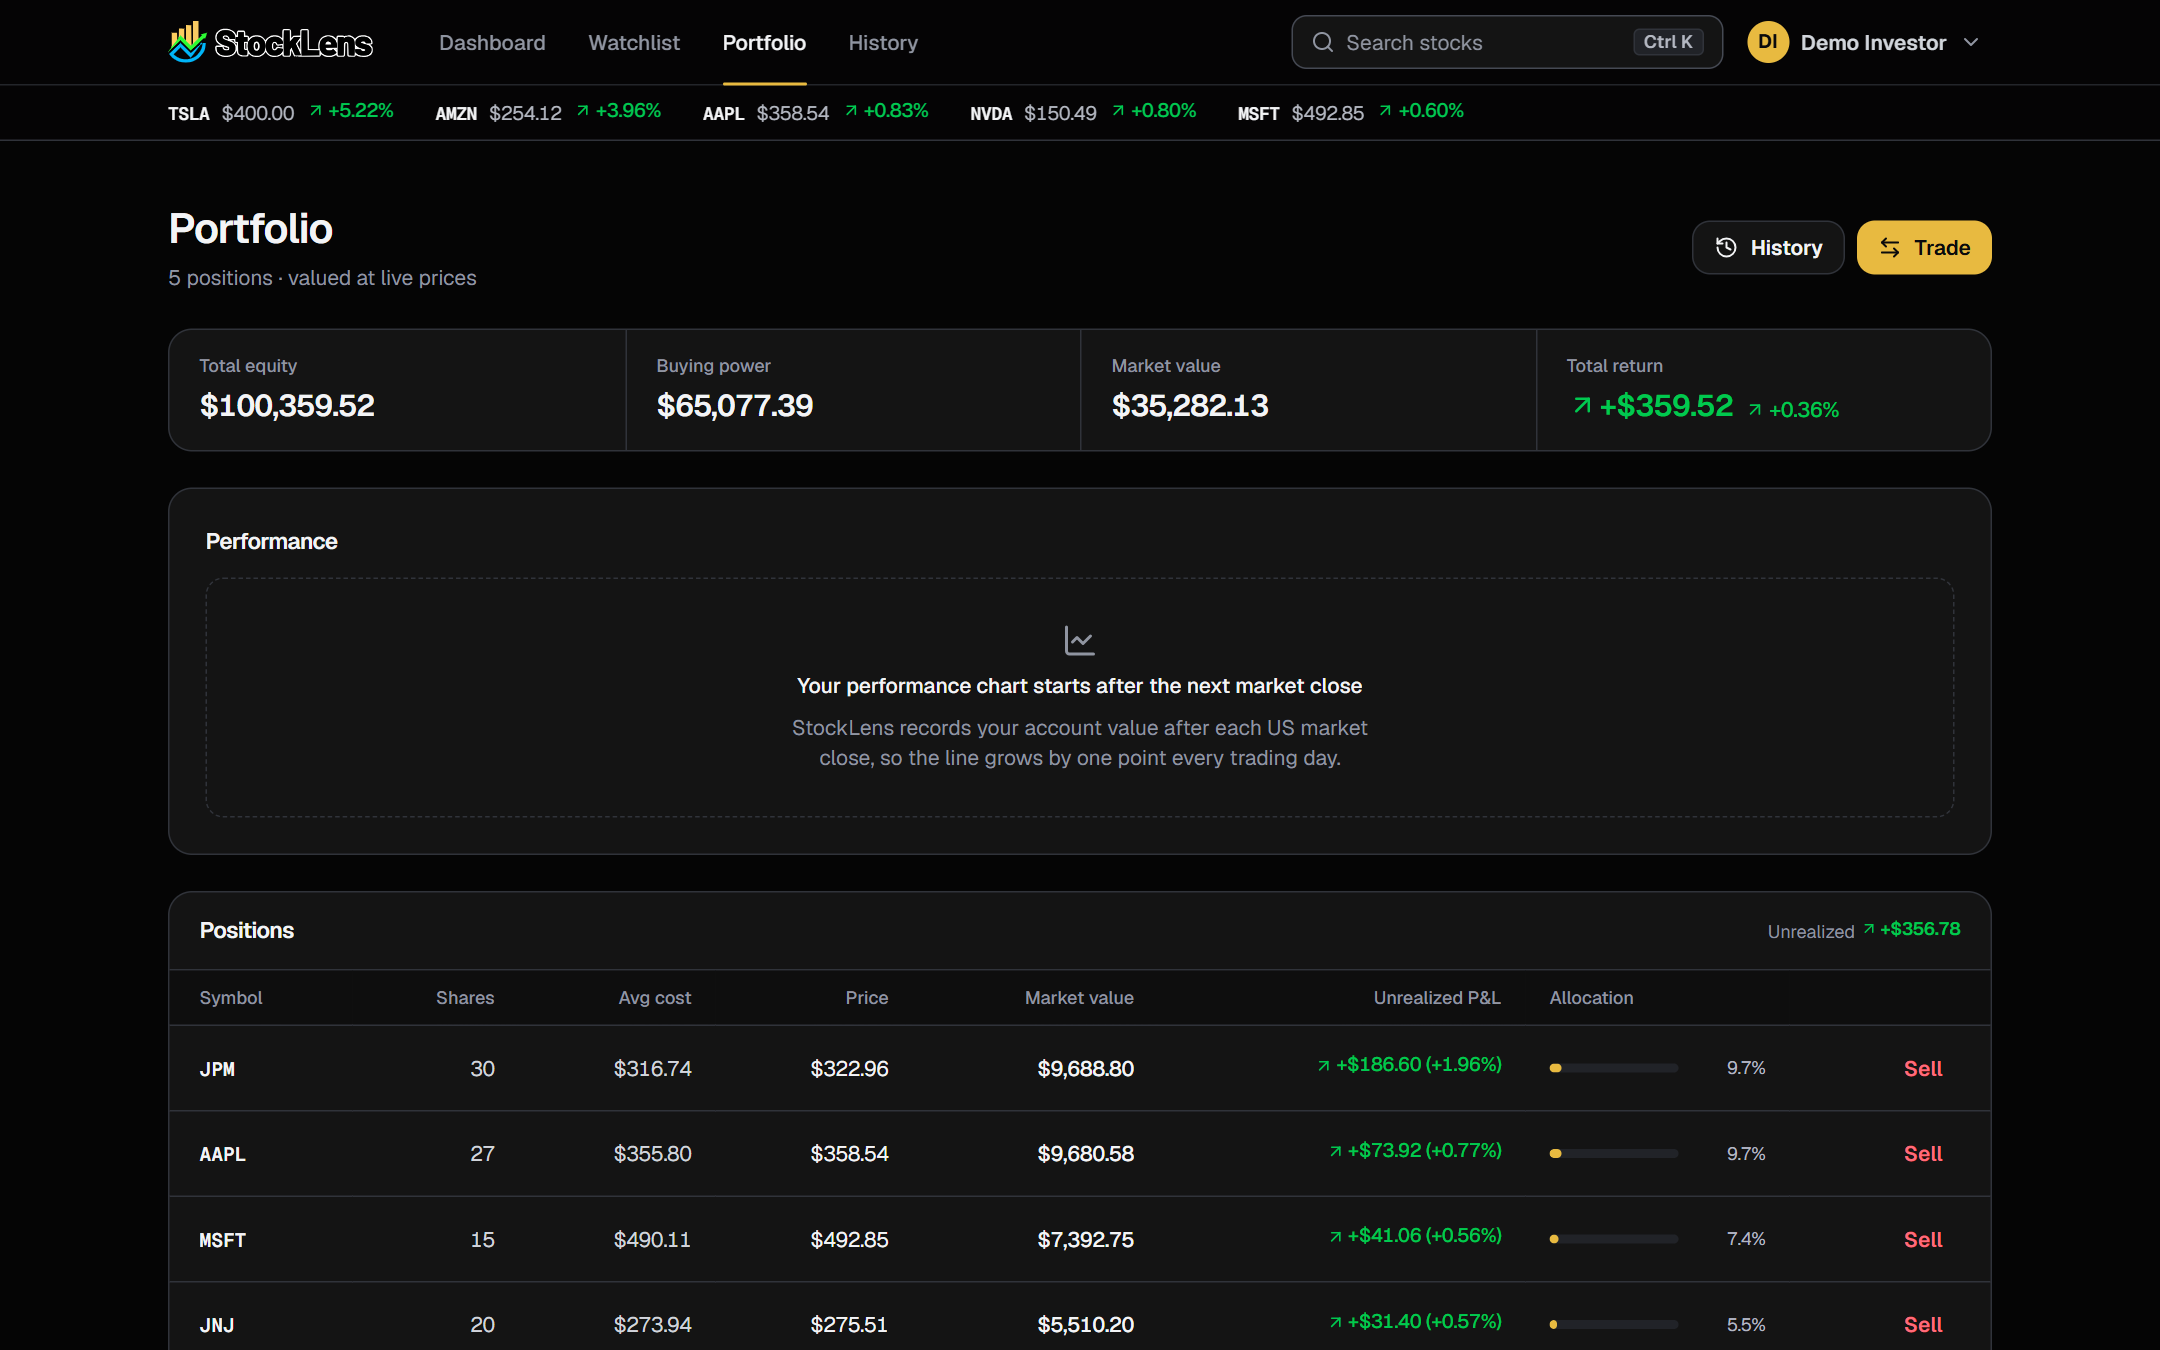 StockLens Dashboard Watchlist Portfolio History Search stocks Ctrl K DI Demo Investor
TSLA $400.00 +5.22% AMZN $254.12 +3.96% AAPL $358.54 +0.83% NVDA $150.49 +0.80% MSFT $492.85 +0.60%
Portfolio
5 positions · valued at live prices
History
Trade
Total equity
$100,359.52
Buying power
$65,077.39
Market value
$35,282.13
Total return
+$359.52 +0.36%
Performance
Your performance chart starts after the next market close
StockLens records your account value after each US market
close, so the line grows by one point every trading day.
Positions Unrealized +$356.78
Symbol Shares Avg cost Price Market value Unrealized P&L Allocation
JPM 30 $316.74 $322.96 $9,688.80 +$186.60 (+1.96%) 9.7% Sell
AAPL 27 $355.80 $358.54 $9,680.58 +$73.92 (+0.77%) 9.7% Sell
MSFT 15 $490.11 $492.85 $7,392.75 +$41.06 (+0.56%) 7.4% Sell
JNJ 20 $273.94 $275.51 $5,510.20 +$31.40 (+0.57%) 5.5% Sell